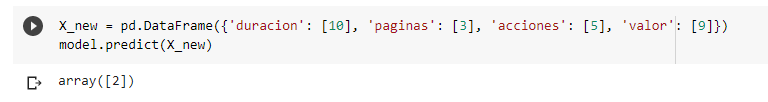 X_new = pd.DataFrame({'duracion': [10], 'paginas': [3], 'acciones': [5], 'valor': [9]})
model.predict(X_new)
array([2])